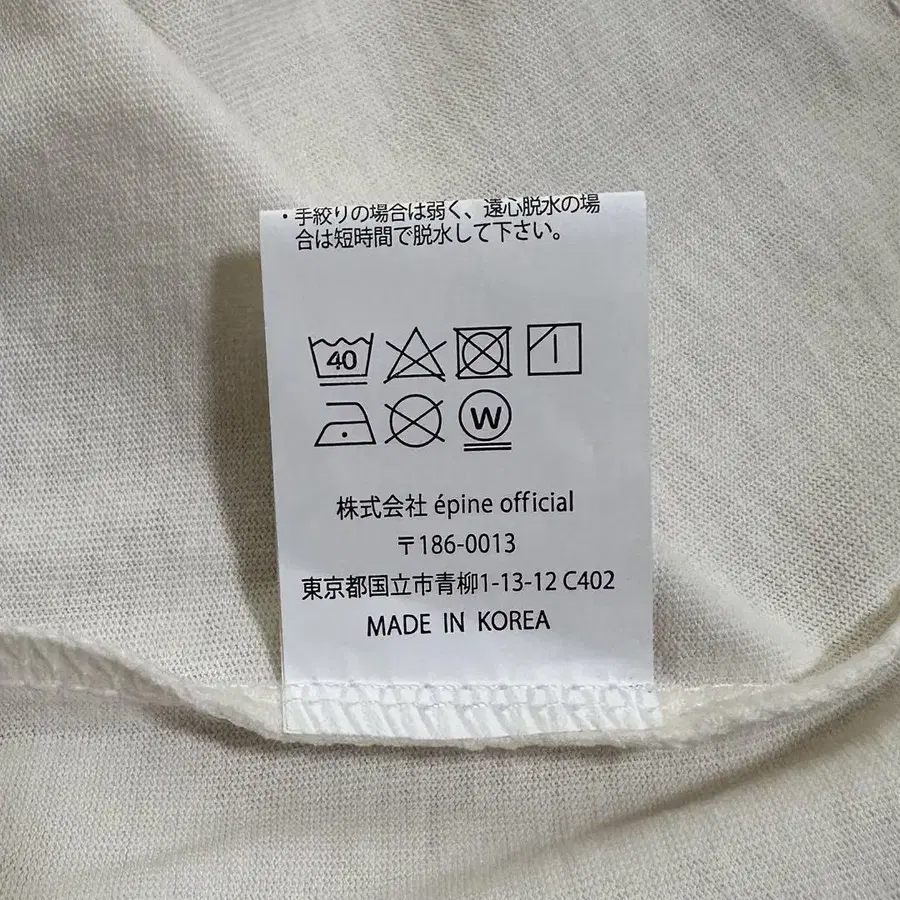 ・手絞りの場合は弱く、遠心脱水の場
合は短時間で脱水して下さい。
40
W
株式会社 épine official
〒186-0013
東京都国立市青柳1-13-12 C402
MADE IN KOREA